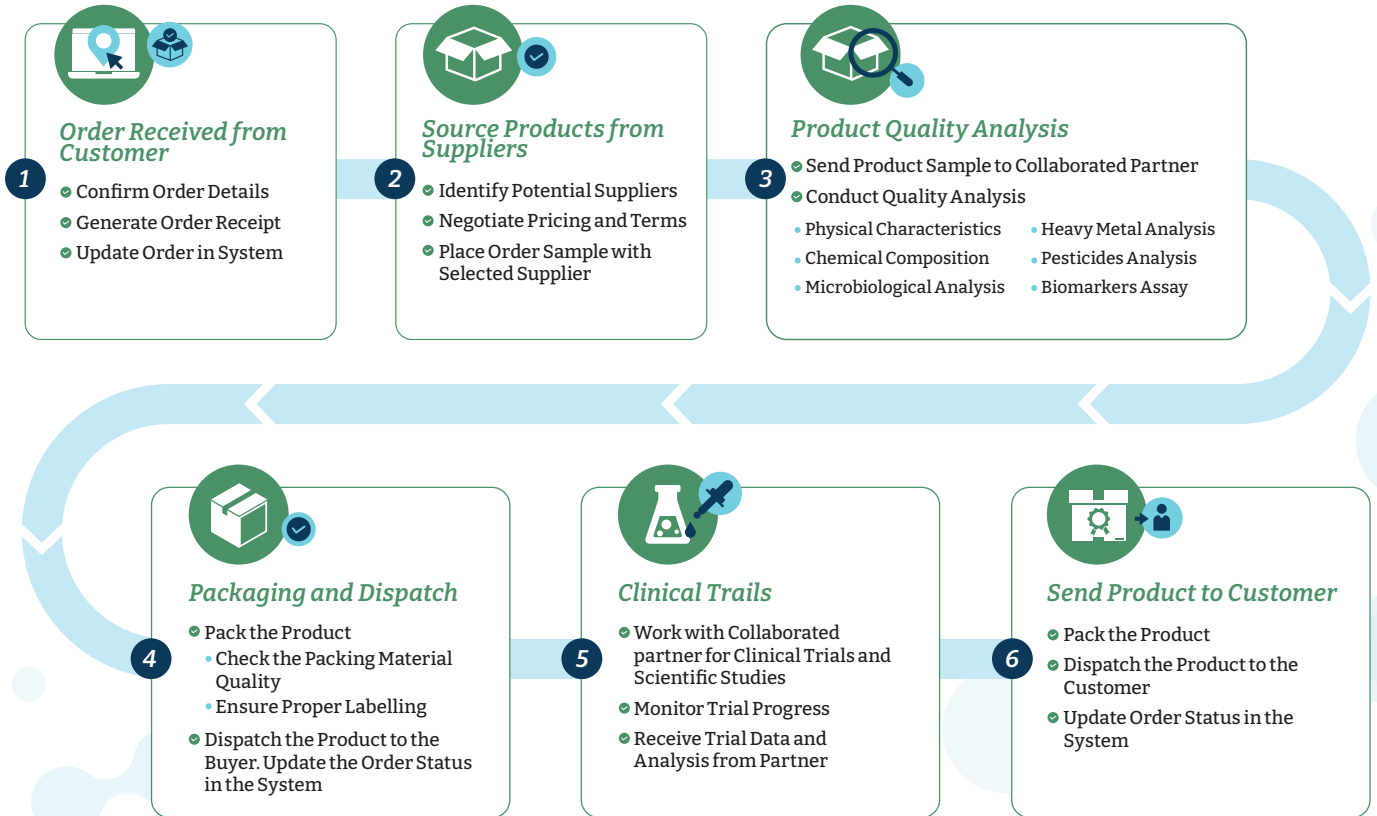 1
Order Received from
Customer
Confirm Order Details
Generate Order Receipt
Update Order in System
2
Source Products from
Suppliers
Identify Potential Suppliers
Negotiate Pricing and Terms
Place Order Sample with
Selected Supplier
3
Product Quality Analysis
Send Product Sample to Collaborated Partner
Conduct Quality Analysis
Physical Characteristics
Chemical Composition
Microbiological Analysis
Heavy Metal Analysis
Pesticides Analysis
Biomarkers Assay
4
Packaging and Dispatch
Pack the Product
Check the Packing Material
Quality
Ensure Proper Labelling
Dispatch the Product to the
Buyer. Update the Order Status
in the System
5
Clinical Trails
Work with Collaborated
partner for Clinical Trials and
Scientific Studies
Monitor Trial Progress
Receive Trial Data and
Analysis from Partner
6
Send Product to Customer
Pack the Product
Dispatch the Product to the
Customer
Update Order Status in the
System